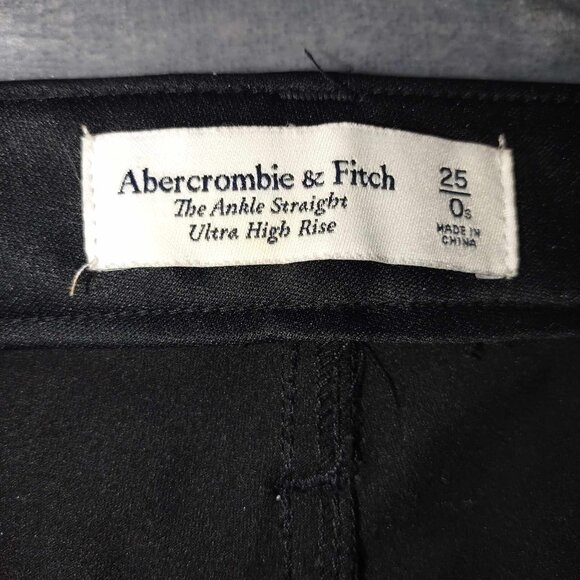 Abercrombie & Fitch
The Ankle Straight
Ultra High Rise
25
0s
MADE IN
CHINA